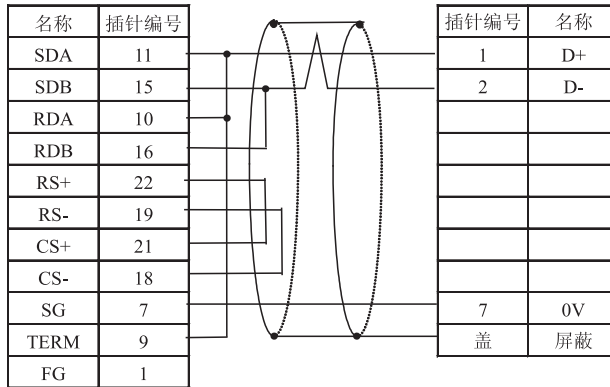 名称 插针编号 插针编号 名称
SDA 11 1 D+
SDB 15 2 D-
RDA 10
RDB 16
RS+ 22
RS- 19
CS+ 21
CS- 18
SG 7 7 0V
TERM 9 盖 屏蔽
FG 1